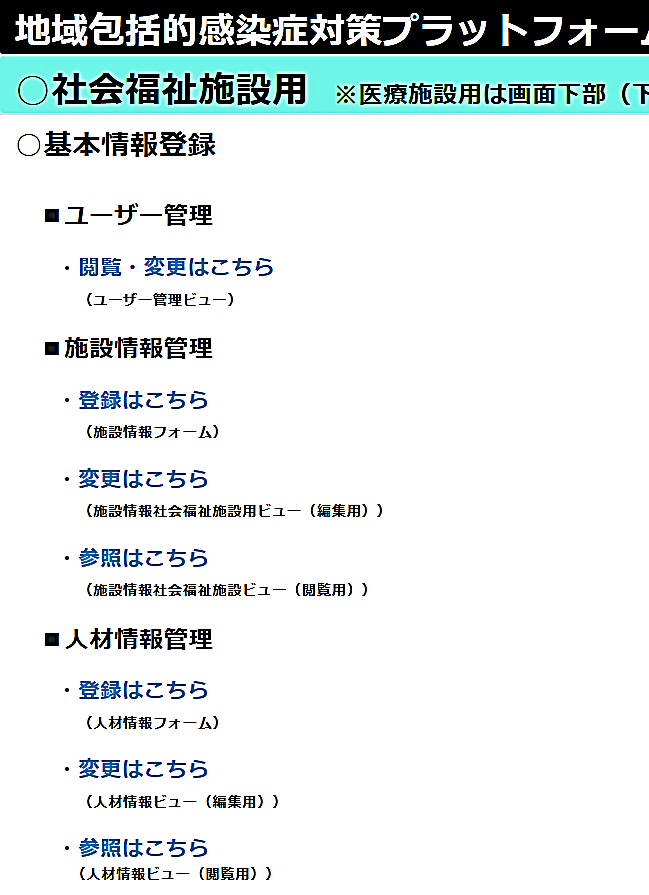 地域包括的感染症対策プラットフォー
○社会福祉施設用 ※医療施設用は画面下部（下
○基本情報登録
■ユーザー管理
・閲覧・変更はこちら
（ユーザー管理ビュー）
■施設情報管理
・登録はこちら
（施設情報フォーム）
・変更はこちら
（施設情報社会福祉施設用ビュー（編集用））
・参照はこちら
（施設情報社会福祉施設ビュー（閲覧用））
■人材情報管理
・登録はこちら
（人材情報フォーム）
・変更はこちら
（人材情報ビュー（編集用））
・参照はこちら
（人材情報ビュー（閲覧用））